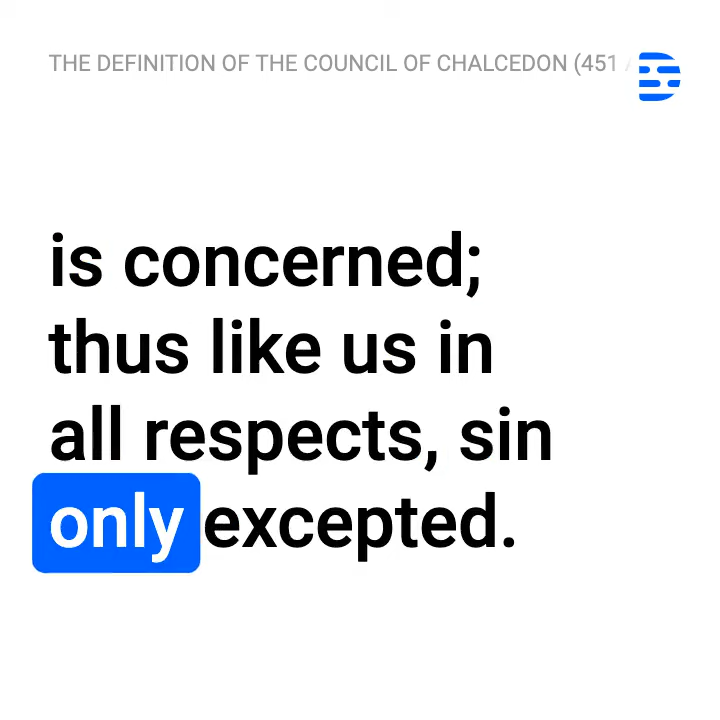 THE DEFINITION OF THE COUNCIL OF CHALCEDON (451
is concerned;
thus like us in
all respects, sin
only excepted.